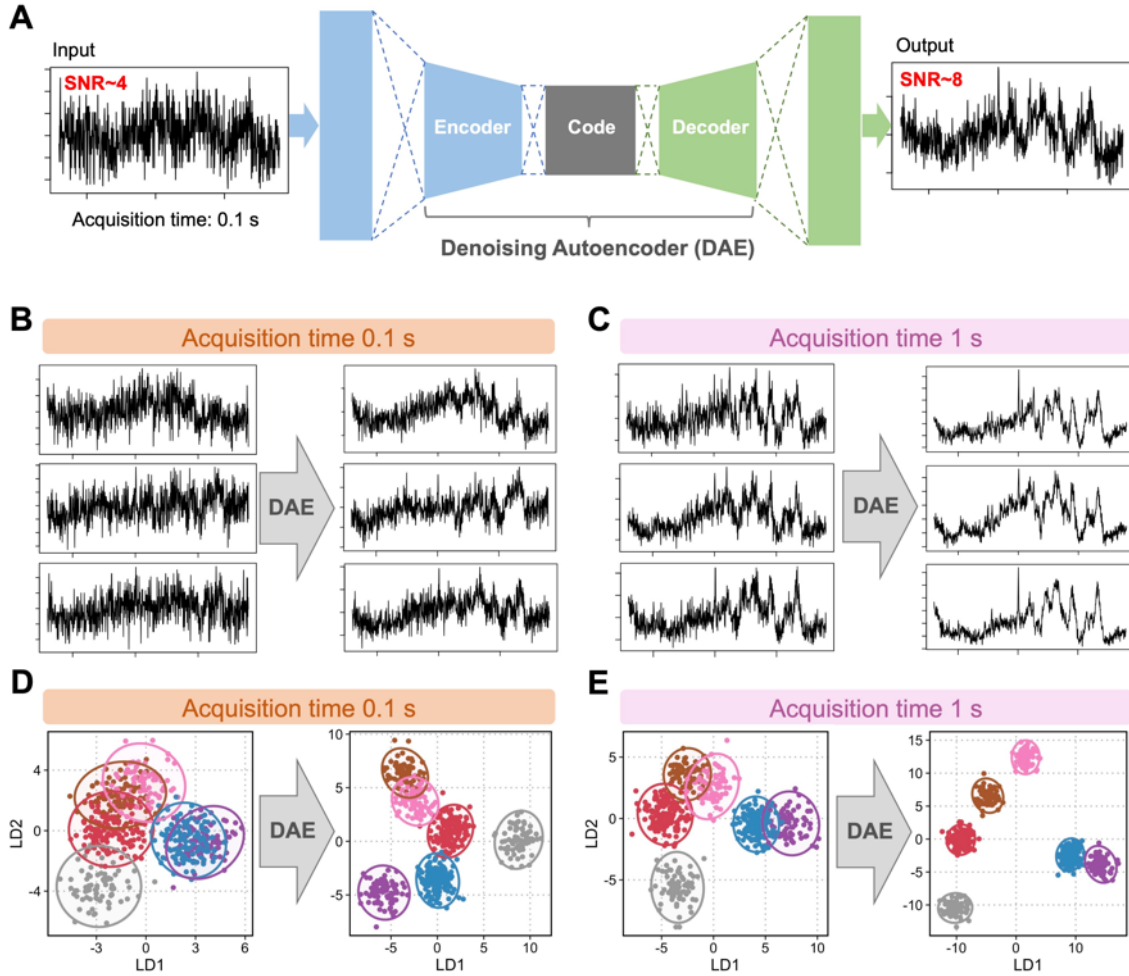 A
Input
SNR~4
Acquisition time: 0.1 s
Encoder
Code
Decoder
Denoising Autoencoder (DAE)
Output
SNR~8
B
Acquisition time 0.1 s
DAE
C
Acquisition time 1 s
DAE
D
Acquisition time 0.1 s
LD2
4
0
-4
-3 0 3 6
LD1
DAE
10
5
0
-5
-5 0 5 10
LD1
E
Acquisition time 1 s
LD2
5
0
-5
-5 0 5 10
LD1
DAE
15
10
5
0
-5
-10
-10 0 10
LD1